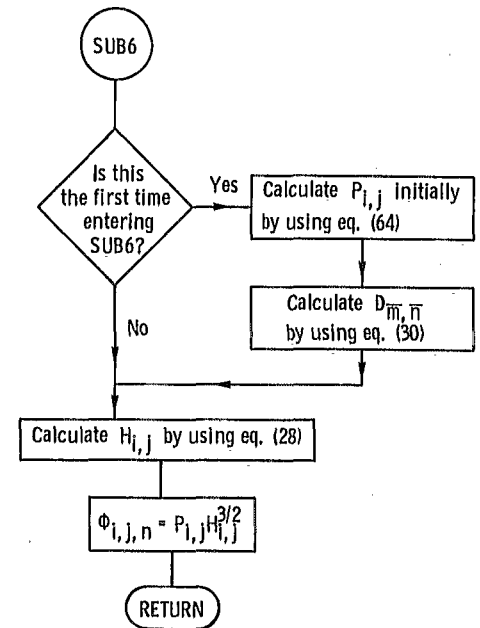 SUB6
Is this
the first time
entering
SUB6?
Yes
Calculate P_{i,j} initially
by using eq. (64)
Calculate D_{m̅,n̅}
by using eq. (30)
No
Calculate H_{i,j} by using eq. (28)
Φ_{i,j,n} = P_{i,j}H_{i,j}^{3/2}
RETURN